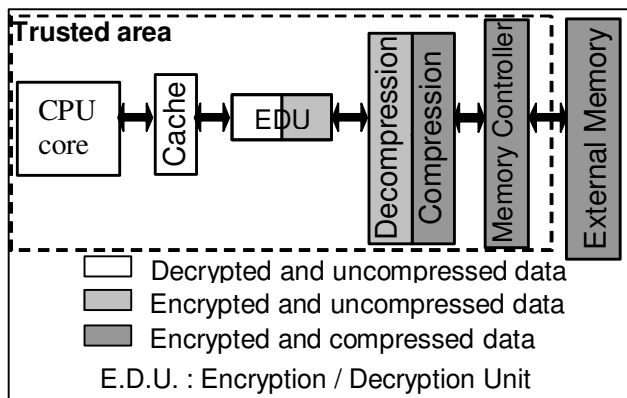 Trusted area
CPU
core
Cache
EDU
Decompression
Compression
Memory Controller
External Memory
Decrypted and uncompressed data
Encrypted and uncompressed data
Encrypted and compressed data
E.D.U. : Encryption / Decryption Unit